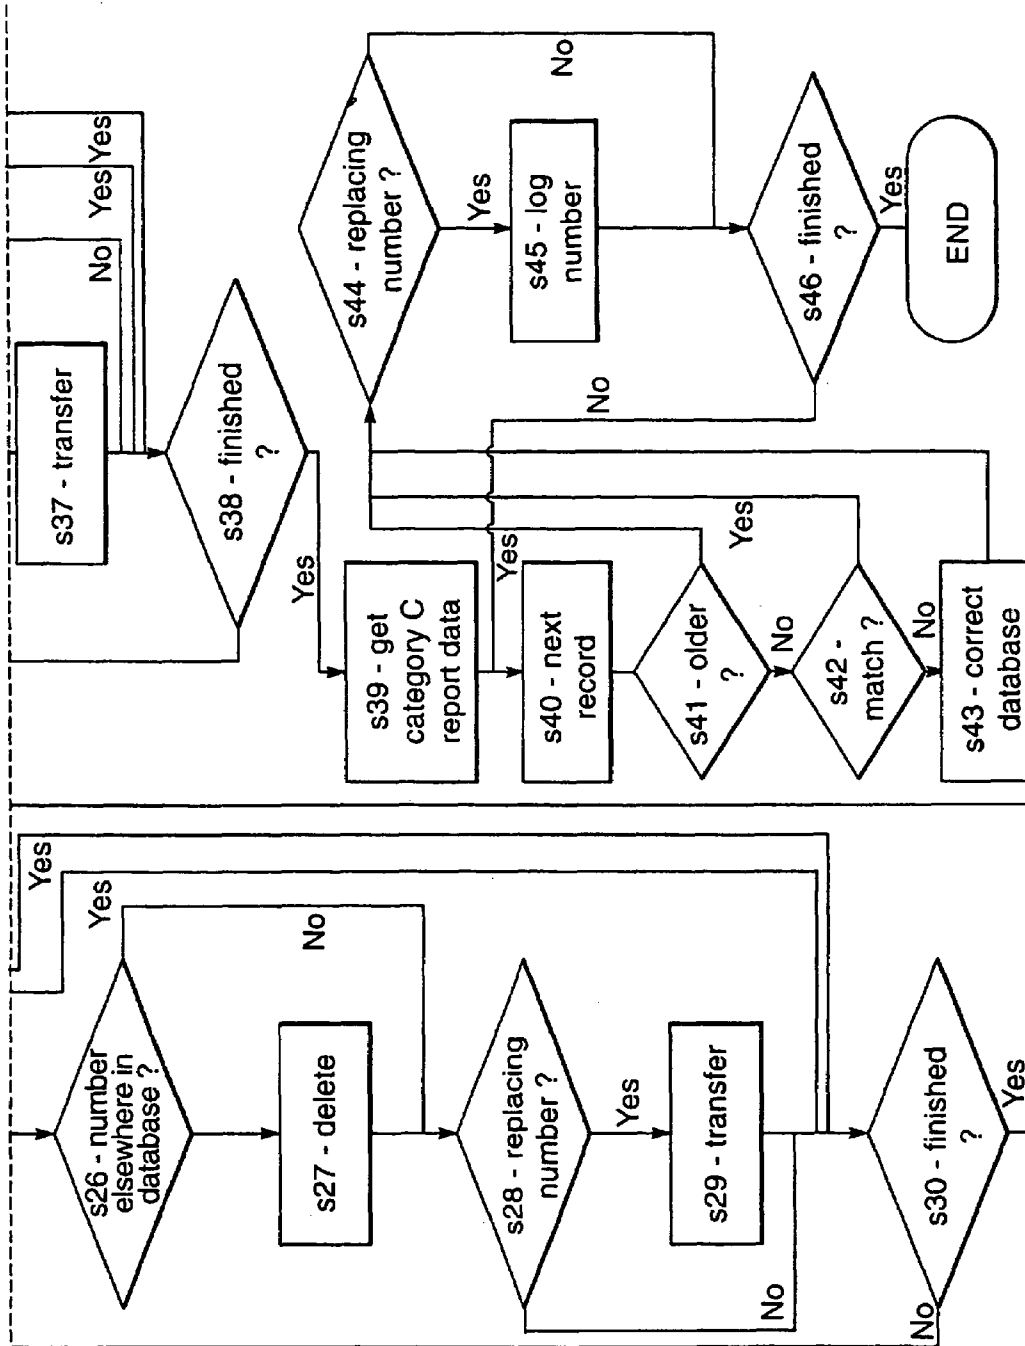 s26 - number
elsewhere in
database ?
Yes
Yes
No
s27 - delete
s28 - replacing
number ?
Yes
No
s29 - transfer
s30 - finished
?
No
Yes
s37 - transfer
No
Yes
Yes
s38 - finished
?
Yes
s39 - get
category C
report data
Yes
s40 - next
record
s41 - older
?
Yes
No
s42 -
match ?
No
s43 - correct
database
s44 - replacing
number ?
No
Yes
s45 - log
number
No
s46 - finished
?
Yes
END